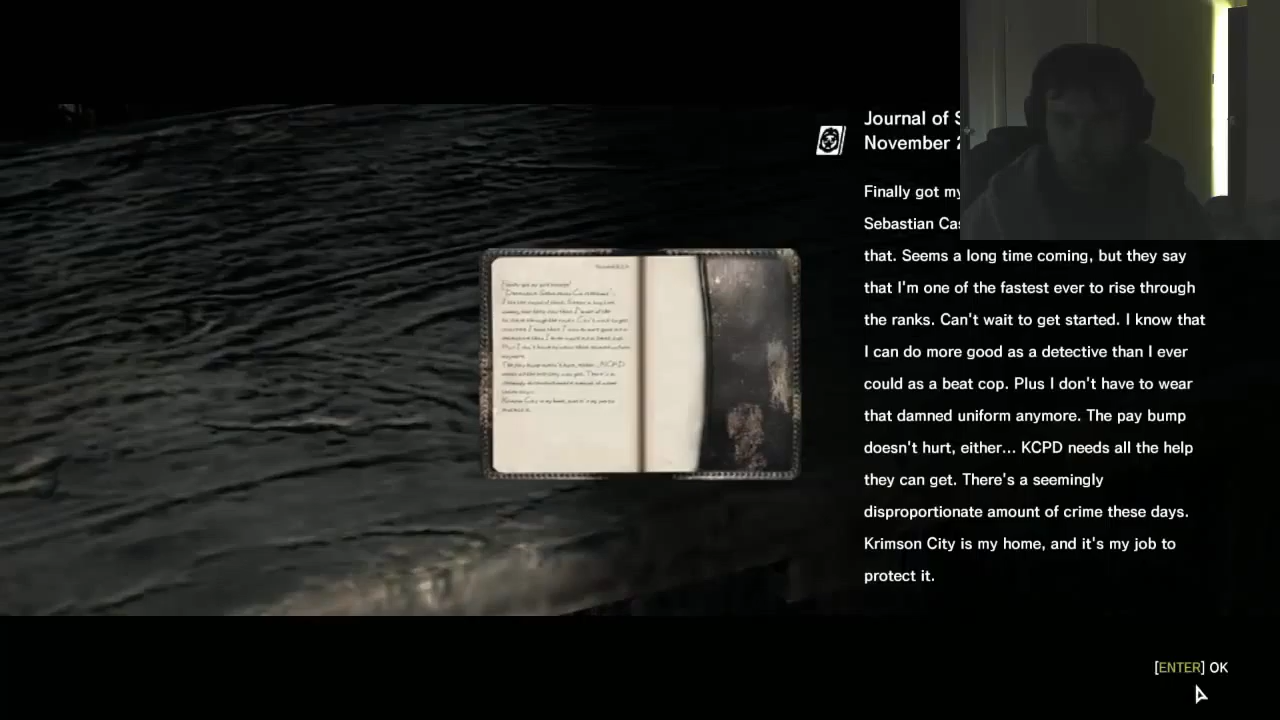 Journal of S
November 2
Finally got my
Sebastian Cas
that. Seems a long time coming, but they say
that I'm one of the fastest ever to rise through
the ranks. Can't wait to get started. I know that
I can do more good as a detective than I ever
could as a beat cop. Plus I don't have to wear
that damned uniform anymore. The pay bump
doesn't hurt, either... KCPD needs all the help
they can get. There's a seemingly
disproportionate amount of crime these days.
Krimson City is my home, and it's my job to
protect it.
[ENTER] OK